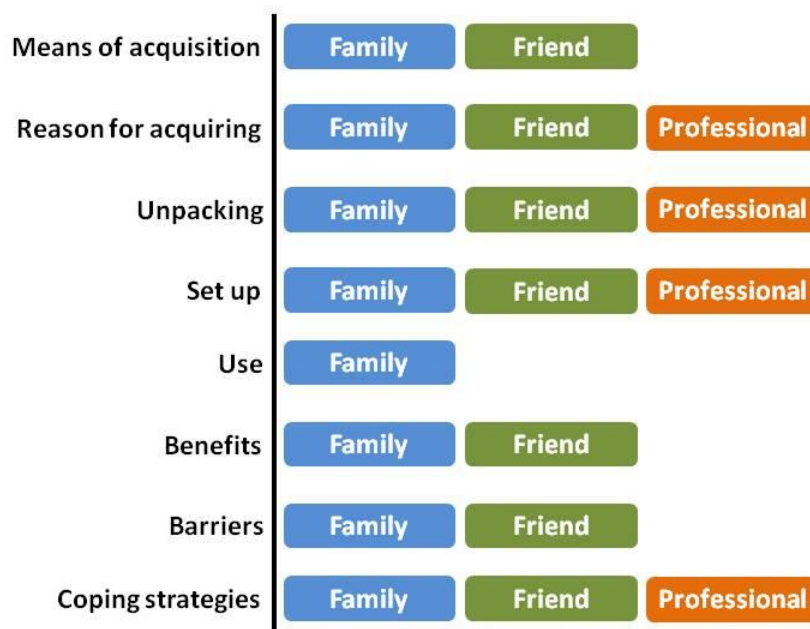 Means of acquisition Family Friend
Reason for acquiring Family Friend Professional
Unpacking Family Friend Professional
Set up Family Friend Professional
Use Family
Benefits Family Friend
Barriers Family Friend
Coping strategies Family Friend Professional